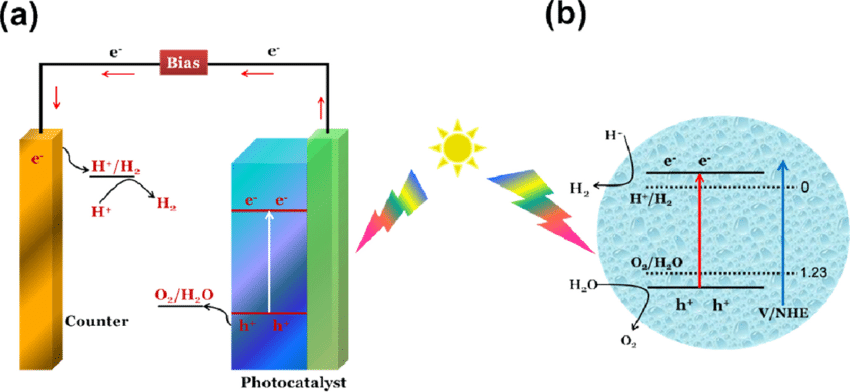 (a)
(b)
e⁻
Bias
e⁻
e⁻
H⁺/H₂
H⁺
H₂
e⁻ e⁻
O₂/H₂O
h⁺ h⁺
Counter
Photocatalyst
H⁻
e⁻ e⁻
H₂
H⁺/H₂
0
O₂/H₂O
1.23
H₂O
h⁺ h⁺
V/NHE
O₂